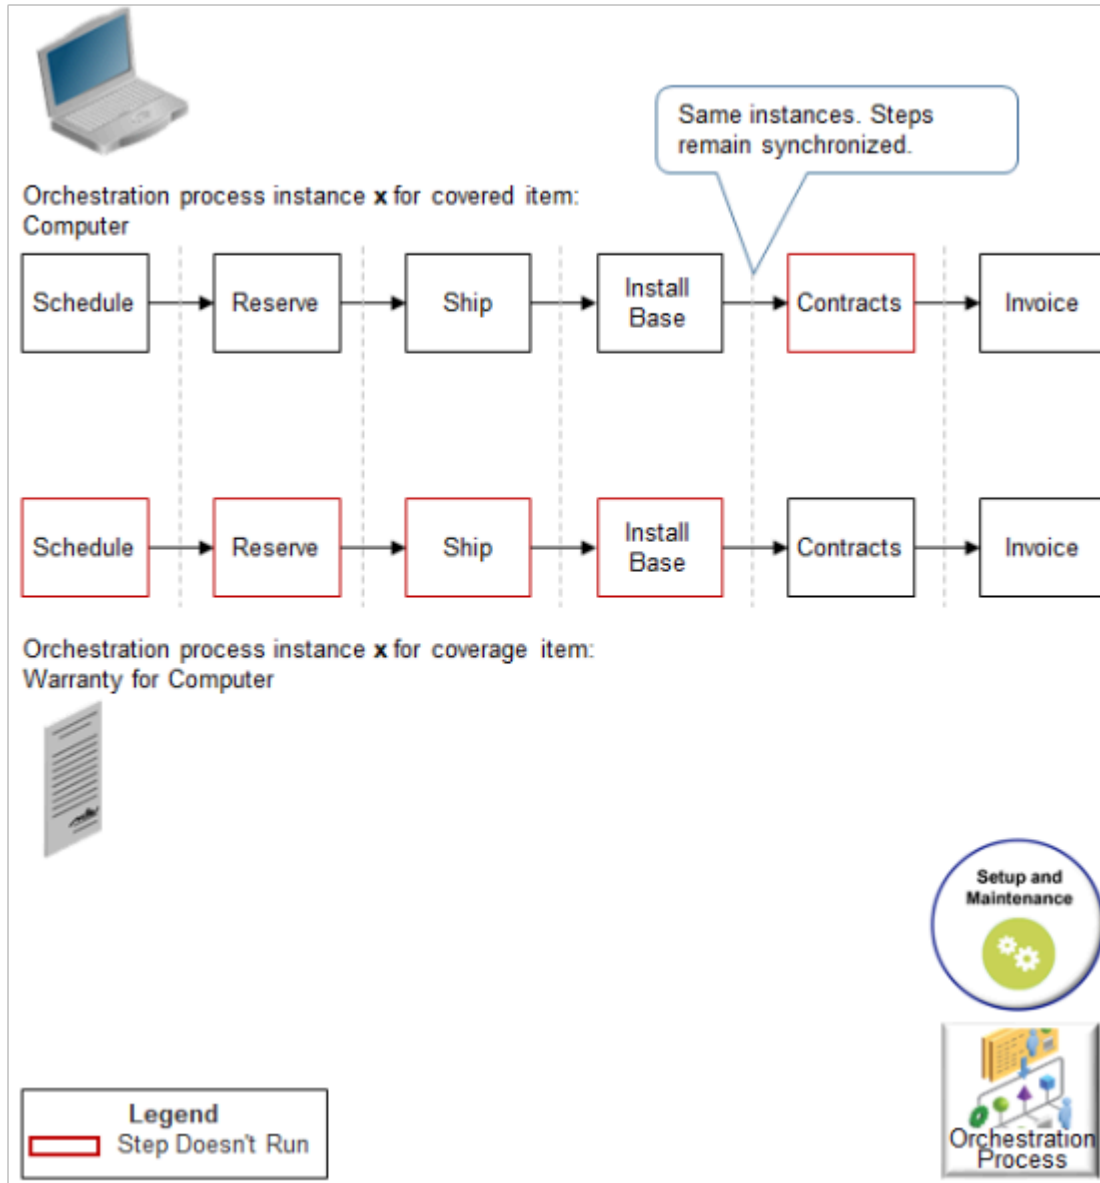 Same instances. Steps
remain synchronized.
Orchestration process instance x for covered item:
Computer
Schedule
Reserve
Ship
Install
Base
Contracts
Invoice
Schedule
Reserve
Ship
Install
Base
Contracts
Invoice
Orchestration process instance x for coverage item:
Warranty for Computer
Setup and
Maintenance
Orchestration
Process
Legend
Step Doesn't Run